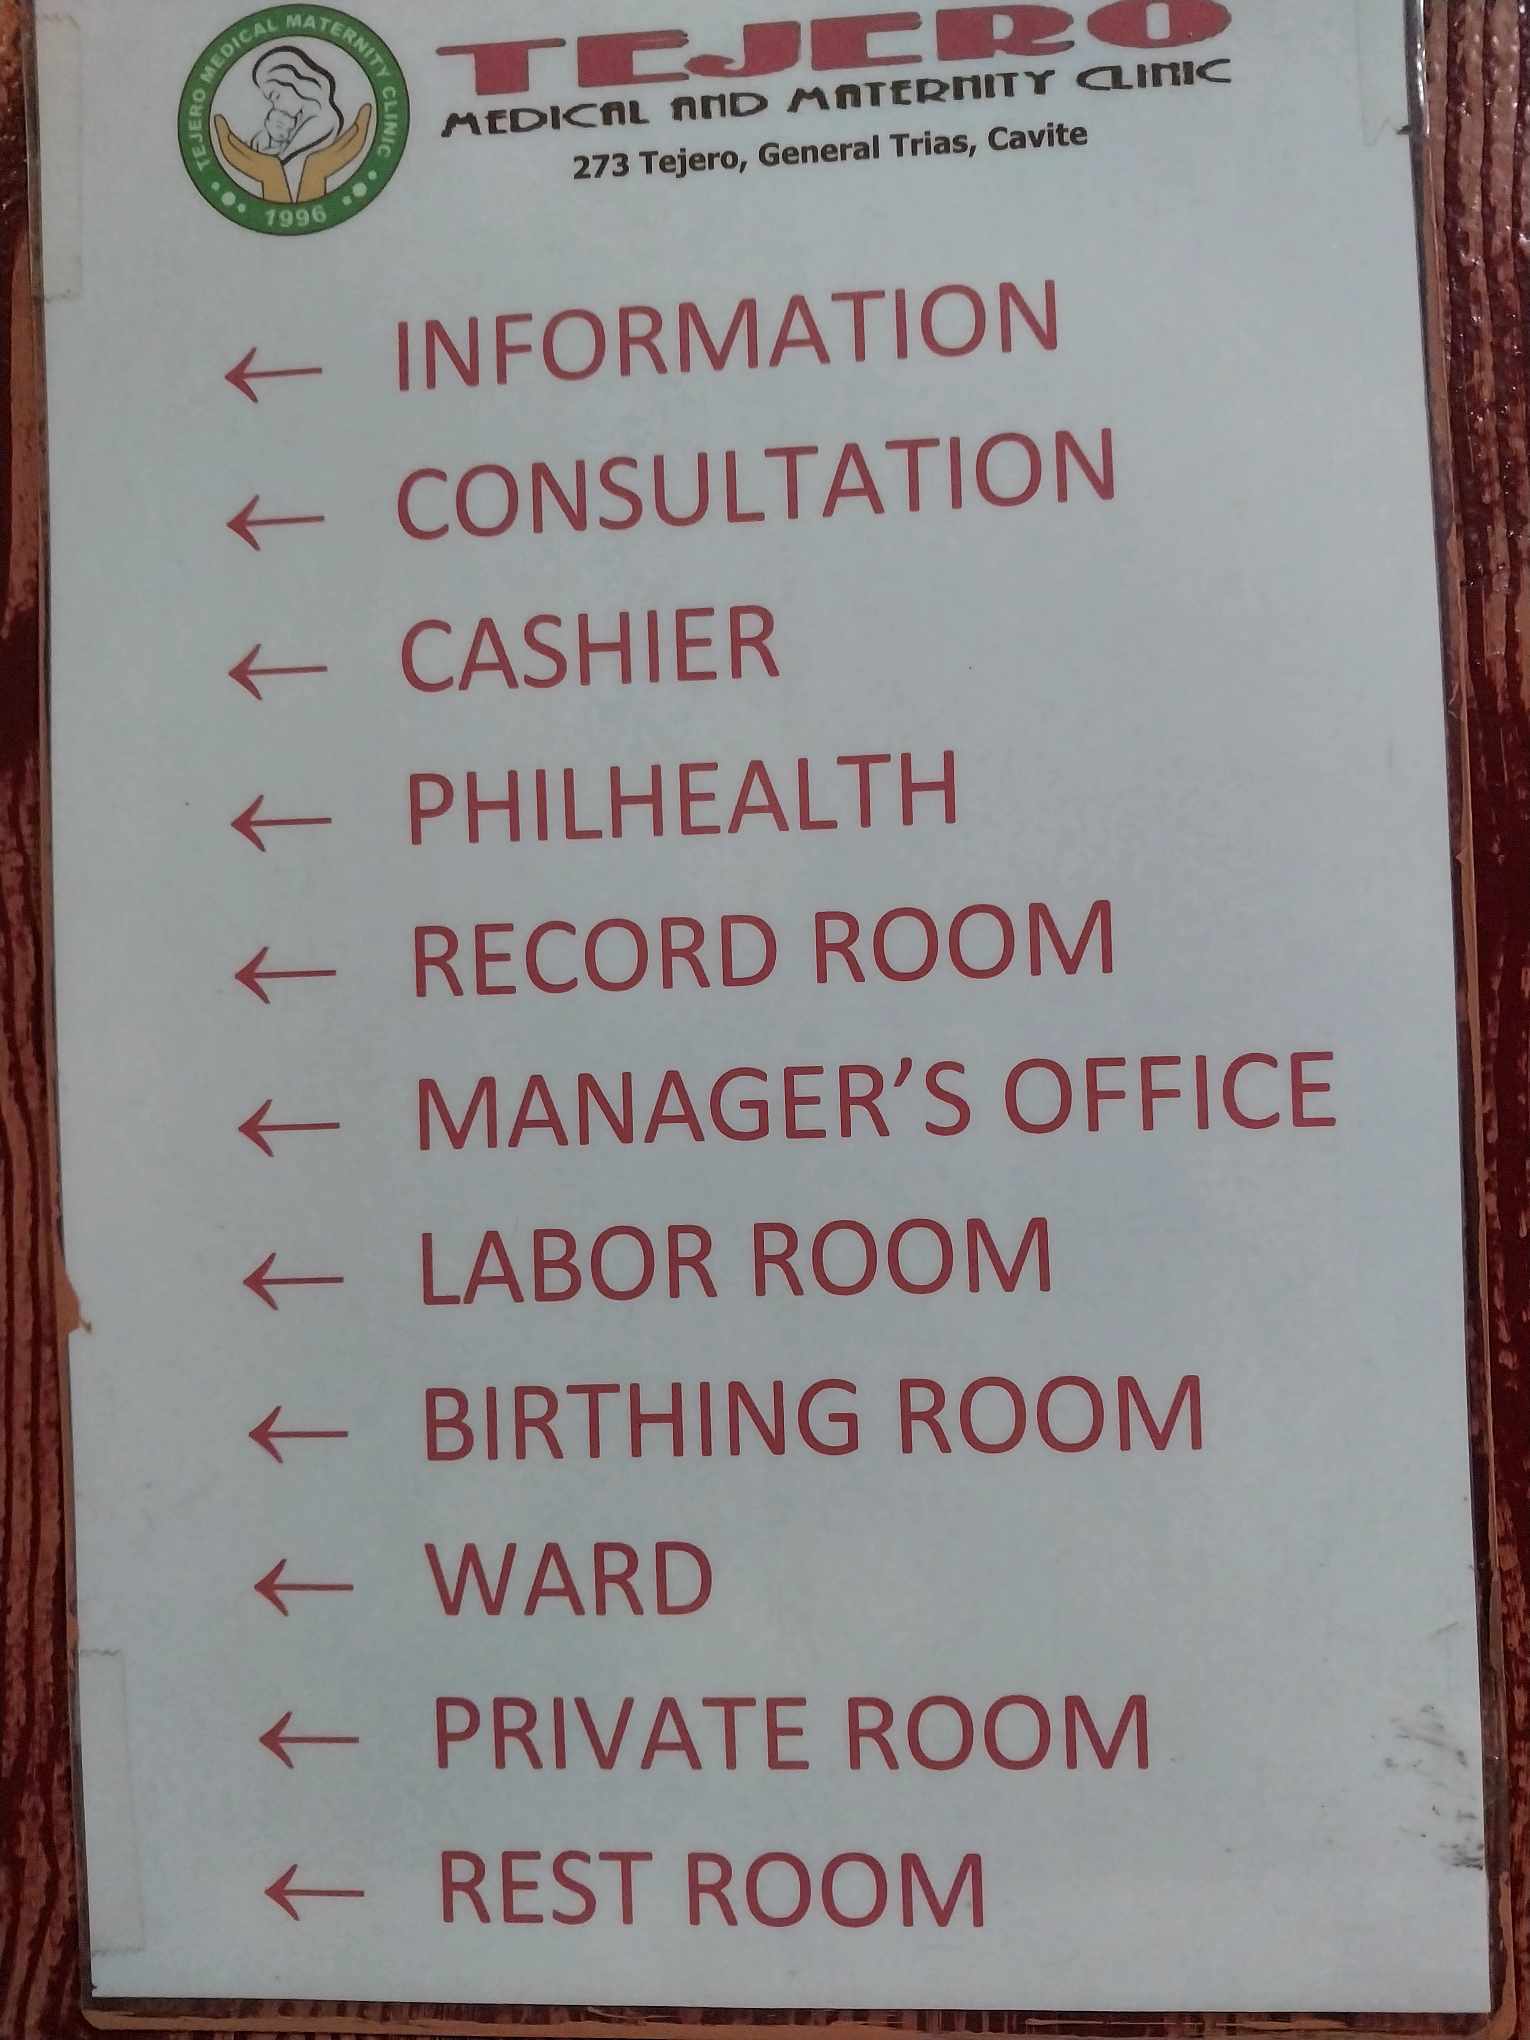 TEJERO MEDICAL MATERNITY CLINIC
1996
TEJERO
MEDICAL AND MATERNITY CLINIC
273 Tejero, General Trias, Cavite
← INFORMATION
← CONSULTATION
← CASHIER
← PHILHEALTH
← RECORD ROOM
← MANAGER’S OFFICE
← LABOR ROOM
← BIRTHING ROOM
← WARD
← PRIVATE ROOM
← REST ROOM